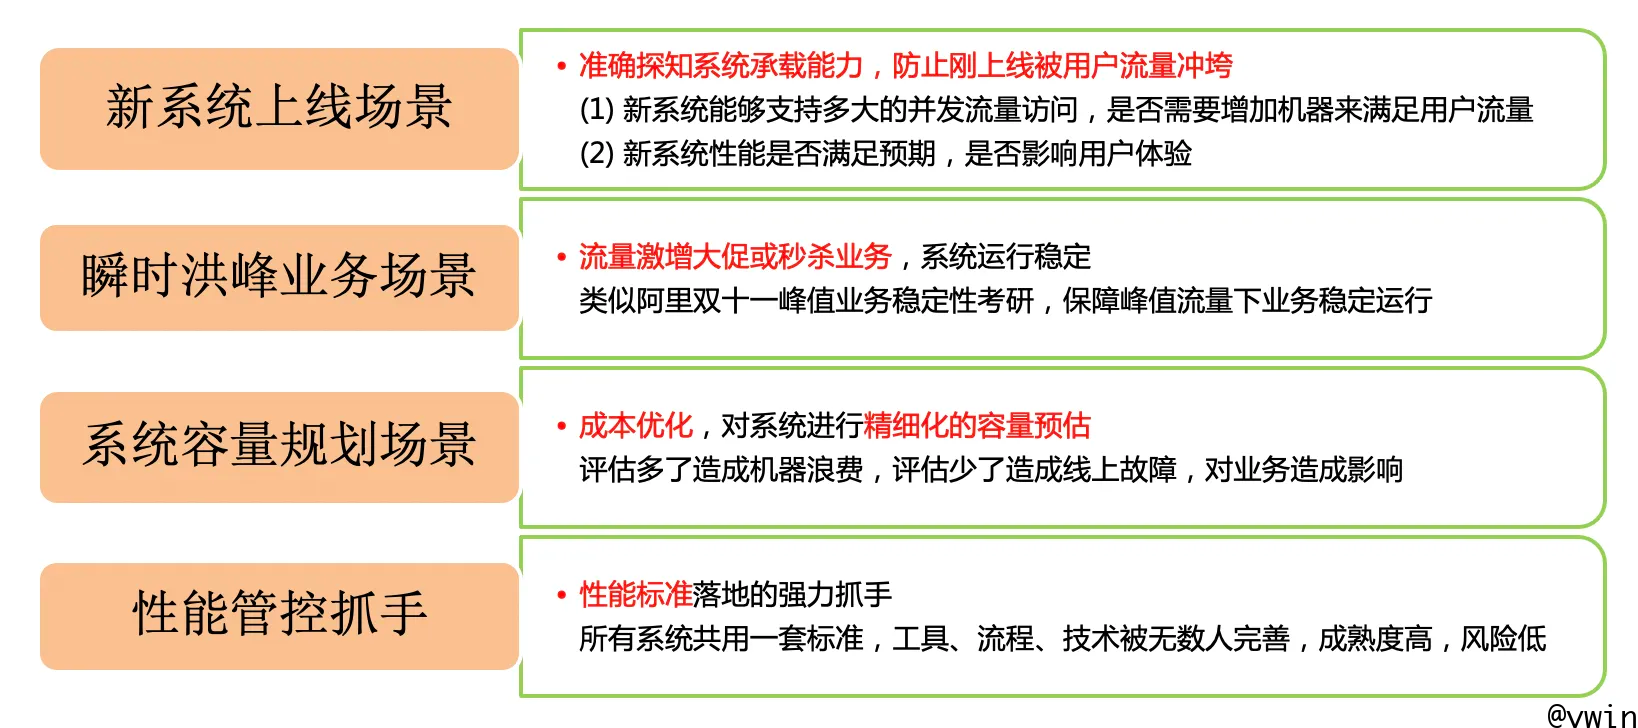 新系统上线场景
• 准确探知系统承载能力，防止刚上线被用户流量冲垮
(1) 新系统能够支持多大的并发流量访问，是否需要增加机器来满足用户流量
(2) 新系统性能是否满足预期，是否影响用户体验
瞬时洪峰业务场景
• 流量激增大促或秒杀业务，系统运行稳定
类似阿里双十一峰值业务稳定性考研，保障峰值流量下业务稳定运行
系统容量规划场景
• 成本优化，对系统进行精细化的容量预估
评估多了造成机器浪费，评估少了造成线上故障，对业务造成影响
性能管控抓手
• 性能标准落地的强力抓手
所有系统共用一套标准，工具、流程、技术被无数人完善，成熟度高，风险低
@ywin